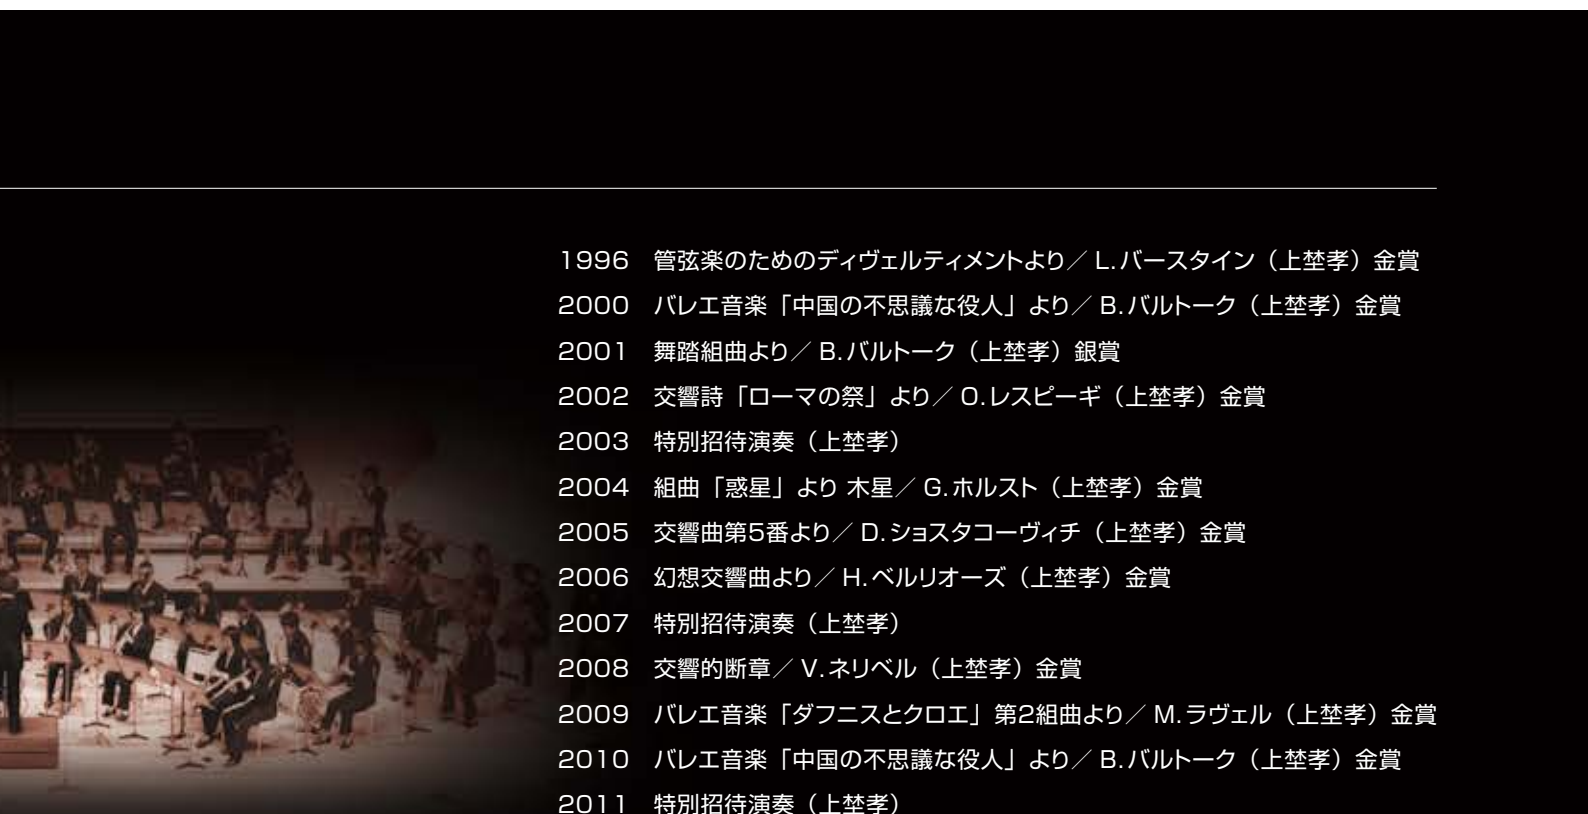 1996 管弦楽のためのディヴェルティメントより／ L.バースタイン（上埜孝）金賞
2000 バレエ音楽「中国の不思議な役人」より／ B.バルトーク（上埜孝）金賞
2001 舞踏組曲より／ B.バルトーク（上埜孝）銀賞
2002 交響詩「ローマの祭」より／ O.レスピーギ（上埜孝）金賞
2003 特別招待演奏（上埜孝）
2004 組曲「惑星」より 木星／ G.ホルスト（上埜孝）金賞
2005 交響曲第5番より／ D.ショスタコーヴィチ（上埜孝）金賞
2006 幻想交響曲より／ H.ベルリオーズ（上埜孝）金賞
2007 特別招待演奏（上埜孝）
2008 交響的断章／ V.ネリベル（上埜孝）金賞
2009 バレエ音楽「ダフニスとクロエ」第2組曲より／ M.ラヴェル（上埜孝）金賞
2010 バレエ音楽「中国の不思議な役人」より／ B.バルトーク（上埜孝）金賞
2011 特別招待演奏（上埜孝）